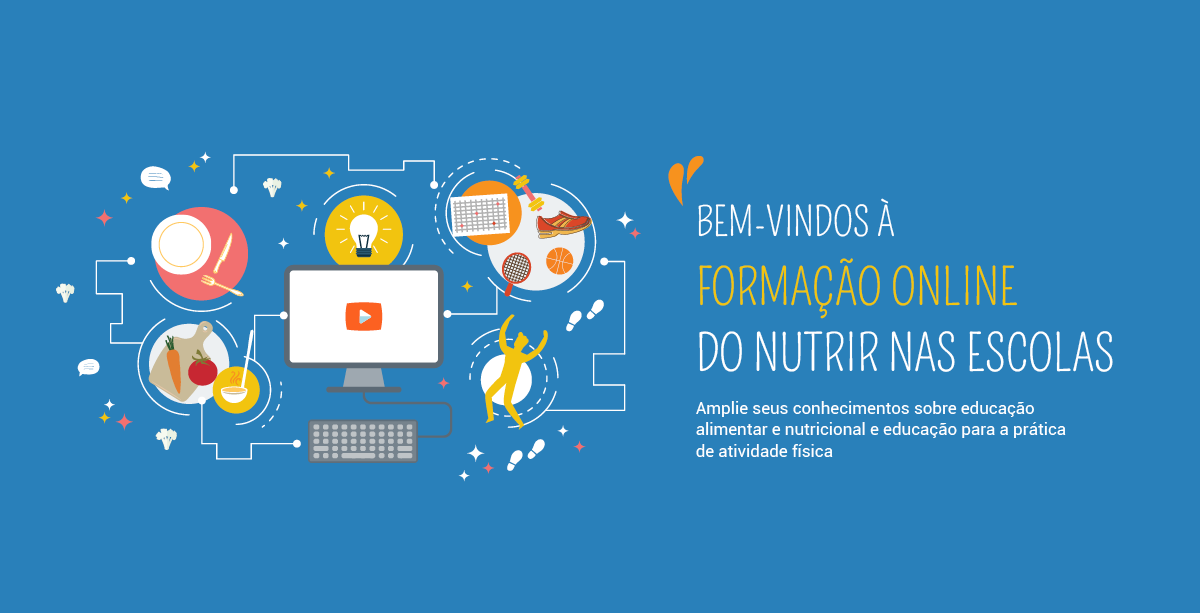 BEM-VINDOS À
FORMAÇÃO ONLINE
DO NUTRIR NAS ESCOLAS
Amplie seus conhecimentos sobre educação
alimentar e nutricional e educação para a prática
de atividade física